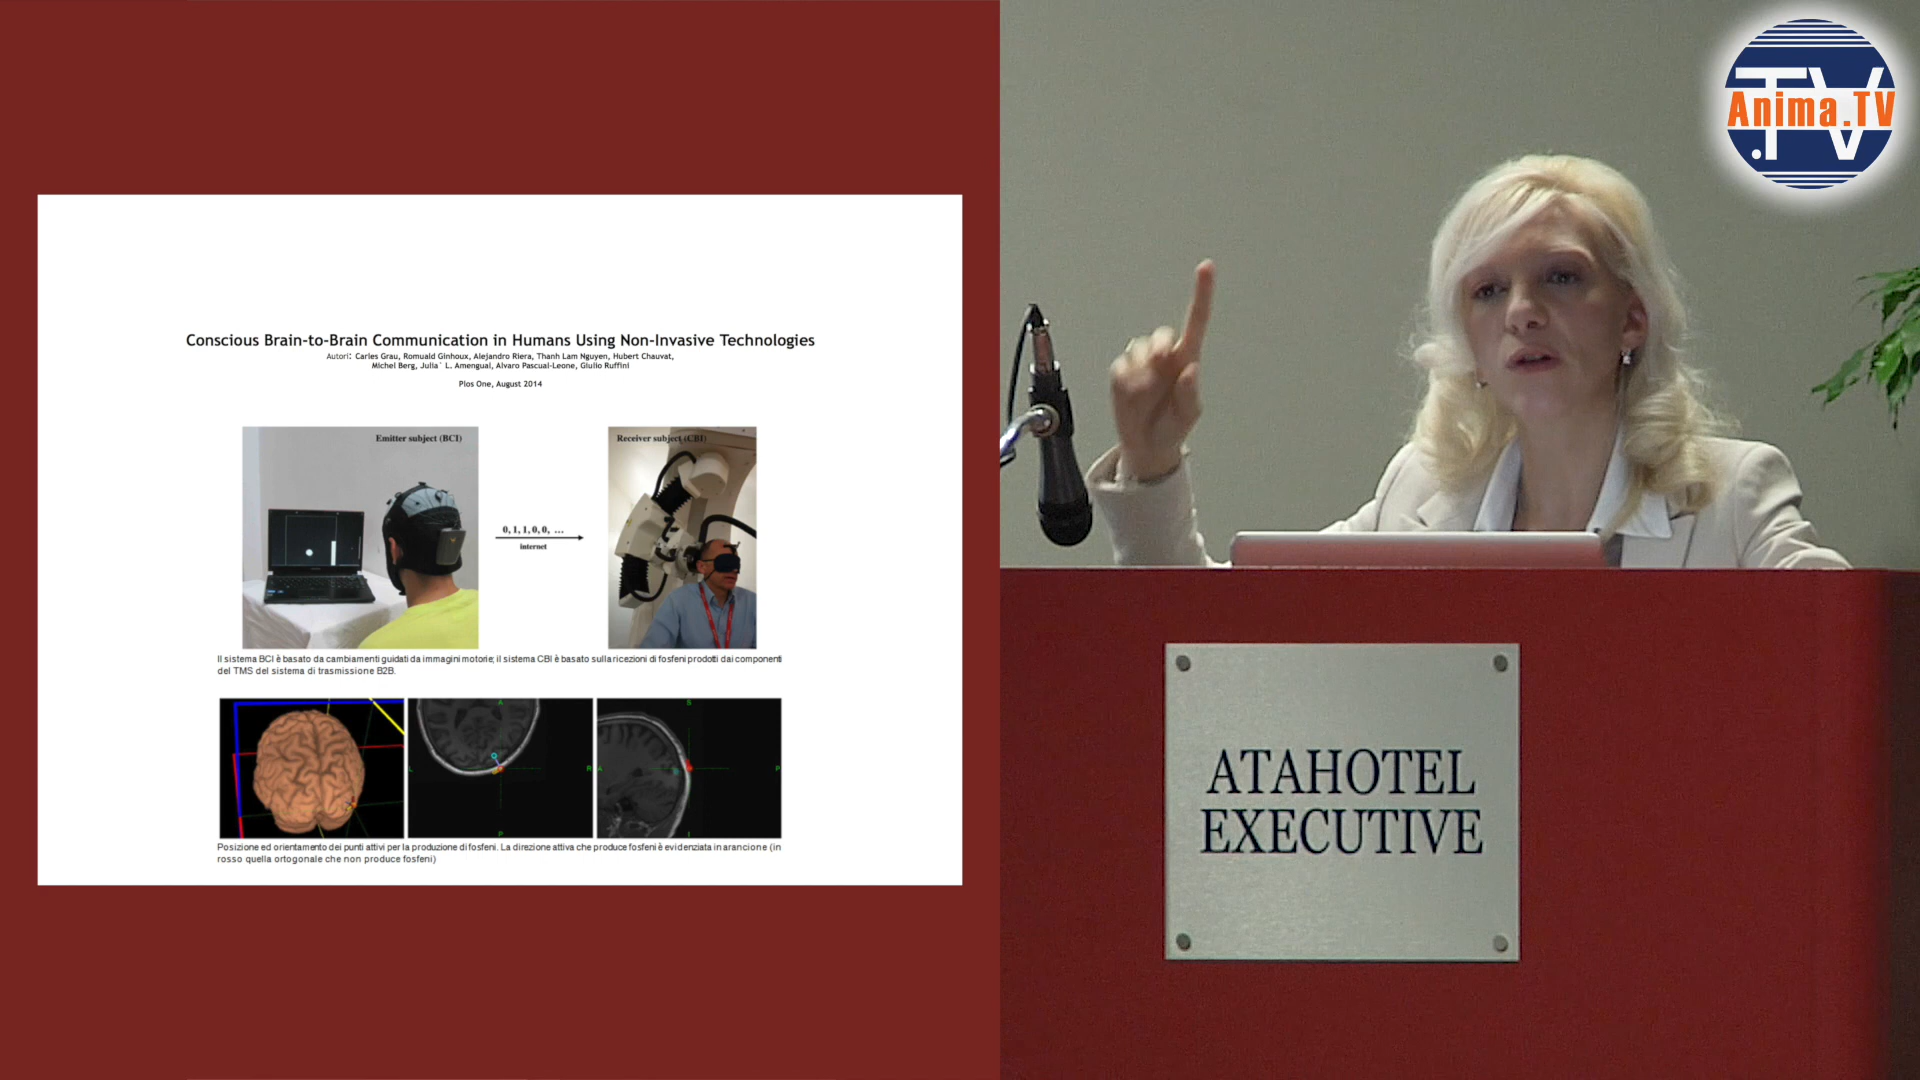 Conscious Brain-to-Brain Communication in Humans Using Non-Invasive Technologies
Autori: Carles Grau, Romuald Ginhoux, Alejandro Riera, Thanh Lam Nguyen, Hubert Chauvat,
Michel Berg, Julia` L. Amengual, Alvaro Pascual-Leone, Giulio Ruffini
Plos One, August 2014
Emitter subject (BCI)
0, 1, 1, 0, 0, ...
internet
Receiver subject (CBI)
Il sistema BCI è basato da cambiamenti guidati da immagini motorie; il sistema CBI è basato sulla ricezioni di fosfeni prodotti dai componenti
del TMS del sistema di trasmissione B2B.
A
L
R
P
S
A
P
I
Posizione ed orientamento dei punti attivi per la produzione di fosfeni. La direzione attiva che produce fosfeni è evidenziata in arancione (in
rosso quella ortogonale che non produce fosfeni)
.TV
Anima.TV
ATAHOTEL
EXECUTIVE